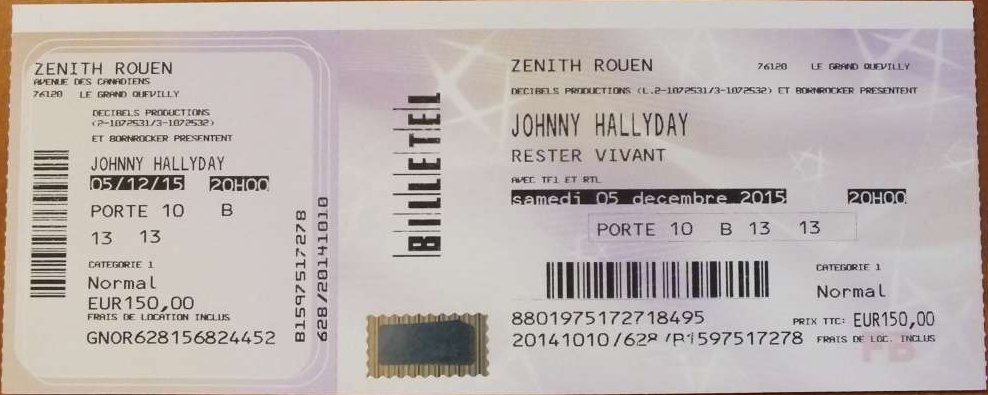 ZENITH ROUEN
AVENUE DES CANADIENS
76120 LE GRAND QUEVILLY
DECIBELS PRODUCTIONS
(2-1072531/3-1072532)
ET BORNROCKER PRESENTENT
JOHNNY HALLYDAY
05/12/15 20H00
PORTE 10 B
13 13
CATEGORIE 1
Normal
EUR150,00
FRAIS DE LOCATION INCLUS
GNOR628156824452
B1597517278
628/20141010
BILLETEL
ZENITH ROUEN 76120 LE GRAND QUEVILLY
DECIBELS PRODUCTIONS (L.2-1072531/3-1072532) ET BORNROCKER PRESENTENT
JOHNNY HALLYDAY
RESTER VIVANT
AVEC TF1 ET RTL
samedi 05 decembre 2015 20H00
PORTE 10 B 13 13
CATEGORIE 1
Normal
8801975172718495 PRIX TTC: EUR150,00
20141010/628 /B1597517278 FRAIS DE LOC. INCLUS
FB